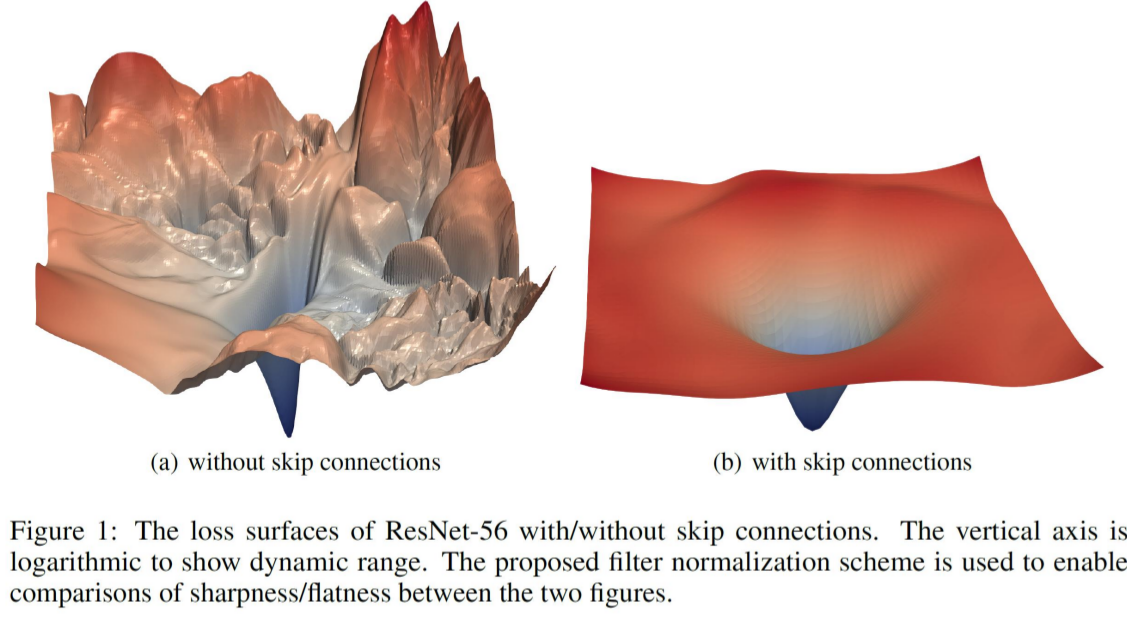 (a) without skip connections
(b) with skip connections
Figure 1: The loss surfaces of ResNet-56 with/without skip connections. The vertical axis is
logarithmic to show dynamic range. The proposed filter normalization scheme is used to enable
comparisons of sharpness/flatness between the two figures.